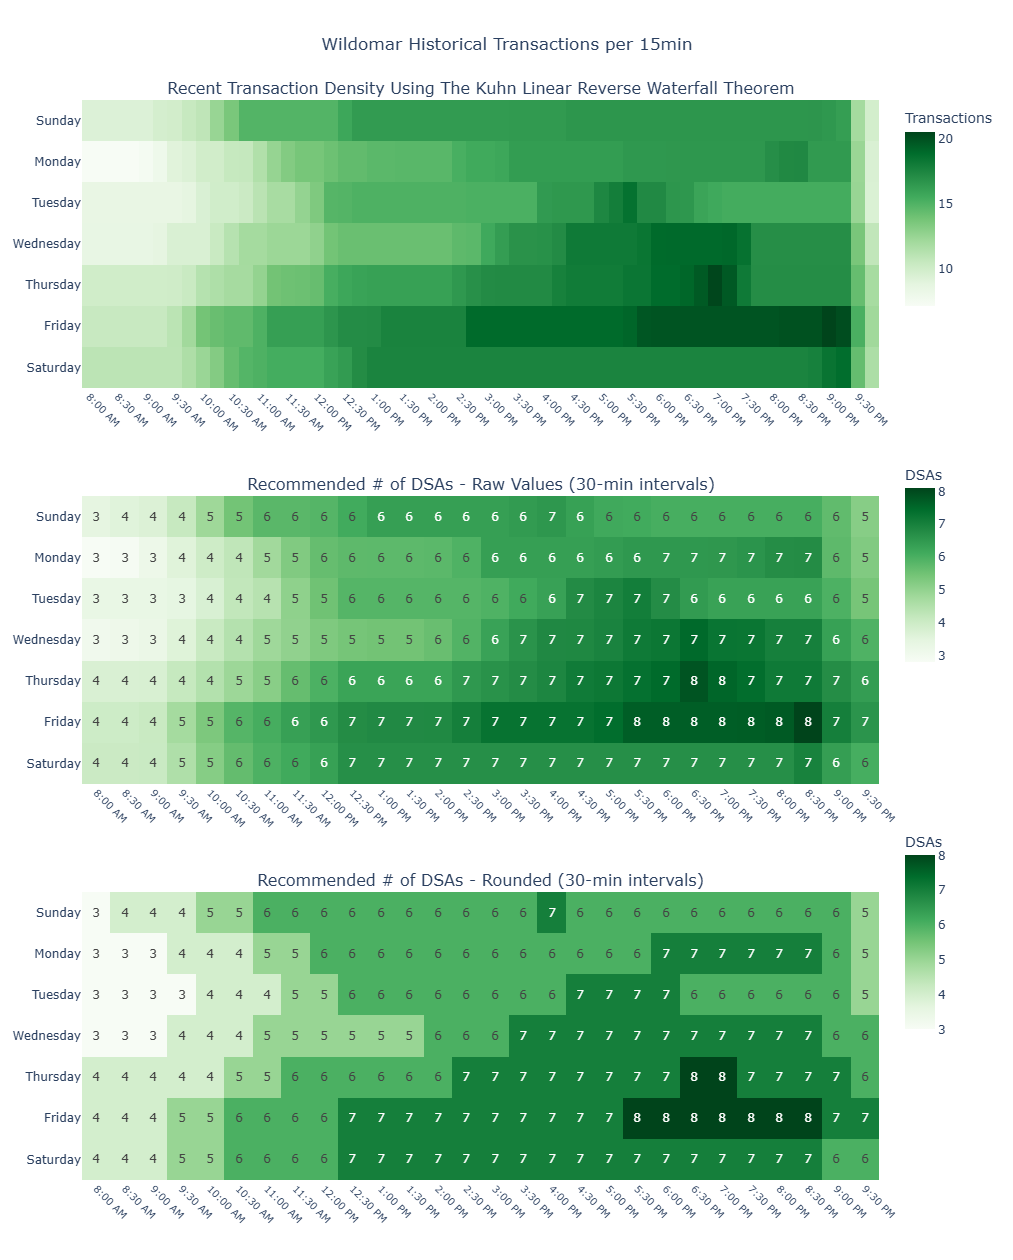 Wildomar Historical Transactions per 15min
Recent Transaction Density Using The Kuhn Linear Reverse Waterfall Theorem
Sunday
Monday
Tuesday
Wednesday
Thursday
Friday
Saturday
8:00 AM 8:30 AM 9:00 AM 9:30 AM 10:00 AM 10:30 AM 11:00 AM 11:30 AM 12:00 PM 12:30 PM 1:00 PM 1:30 PM 2:00 PM 2:30 PM 3:00 PM 3:30 PM 4:00 PM 4:30 PM 5:00 PM 5:30 PM 6:00 PM 6:30 PM 7:00 PM 7:30 PM 8:00 PM 8:30 PM 9:00 PM 9:30 PM
Transactions
20
15
10
Recommended # of DSAs - Raw Values (30-min intervals)
Sunday 3 4 4 4 5 5 6 6 6 6 6 6 6 6 6 6 7 6 6 6 6 6 6 6 6 6 6 5
Monday 3 3 3 4 4 4 5 5 6 6 6 6 6 6 6 6 6 6 6 6 7 7 7 7 7 7 6 5
Tuesday 3 3 3 3 4 4 4 5 5 6 6 6 6 6 6 6 6 7 7 7 7 6 6 6 6 6 6 5
Wednesday 3 3 3 4 4 4 5 5 5 5 5 5 6 6 6 7 7 7 7 7 7 7 7 7 7 7 6 6
Thursday 4 4 4 4 4 5 5 6 6 6 6 6 6 7 7 7 7 7 7 7 7 8 8 7 7 7 7 6
Friday 4 4 4 5 5 6 6 6 6 7 7 7 7 7 7 7 7 7 7 8 8 8 8 8 8 8 7 7
Saturday 4 4 4 5 5 6 6 6 6 7 7 7 7 7 7 7 7 7 7 7 7 7 7 7 7 7 6 6
8:00 AM 8:30 AM 9:00 AM 9:30 AM 10:00 AM 10:30 AM 11:00 AM 11:30 AM 12:00 PM 12:30 PM 1:00 PM 1:30 PM 2:00 PM 2:30 PM 3:00 PM 3:30 PM 4:00 PM 4:30 PM 5:00 PM 5:30 PM 6:00 PM 6:30 PM 7:00 PM 7:30 PM 8:00 PM 8:30 PM 9:00 PM 9:30 PM
DSAs
8
7
6
5
4
3
Recommended # of DSAs - Rounded (30-min intervals)
Sunday 3 4 4 4 5 5 6 6 6 6 6 6 6 6 6 6 7 6 6 6 6 6 6 6 6 6 6 5
Monday 3 3 3 4 4 4 5 5 6 6 6 6 6 6 6 6 6 6 6 6 7 7 7 7 7 7 6 5
Tuesday 3 3 3 3 4 4 4 5 5 6 6 6 6 6 6 6 6 7 7 7 7 6 6 6 6 6 6 5
Wednesday 3 3 3 4 4 4 5 5 5 5 5 5 6 6 6 7 7 7 7 7 7 7 7 7 7 7 6 6
Thursday 4 4 4 4 4 5 5 6 6 6 6 6 6 7 7 7 7 7 7 7 7 8 8 7 7 7 7 6
Friday 4 4 4 5 5 6 6 6 6 7 7 7 7 7 7 7 7 7 7 8 8 8 8 8 8 8 7 7
Saturday 4 4 4 5 5 6 6 6 6 7 7 7 7 7 7 7 7 7 7 7 7 7 7 7 7 7 6 6
8:00 AM 8:30 AM 9:00 AM 9:30 AM 10:00 AM 10:30 AM 11:00 AM 11:30 AM 12:00 PM 12:30 PM 1:00 PM 1:30 PM 2:00 PM 2:30 PM 3:00 PM 3:30 PM 4:00 PM 4:30 PM 5:00 PM 5:30 PM 6:00 PM 6:30 PM 7:00 PM 7:30 PM 8:00 PM 8:30 PM 9:00 PM 9:30 PM
DSAs
8
7
6
5
4
3